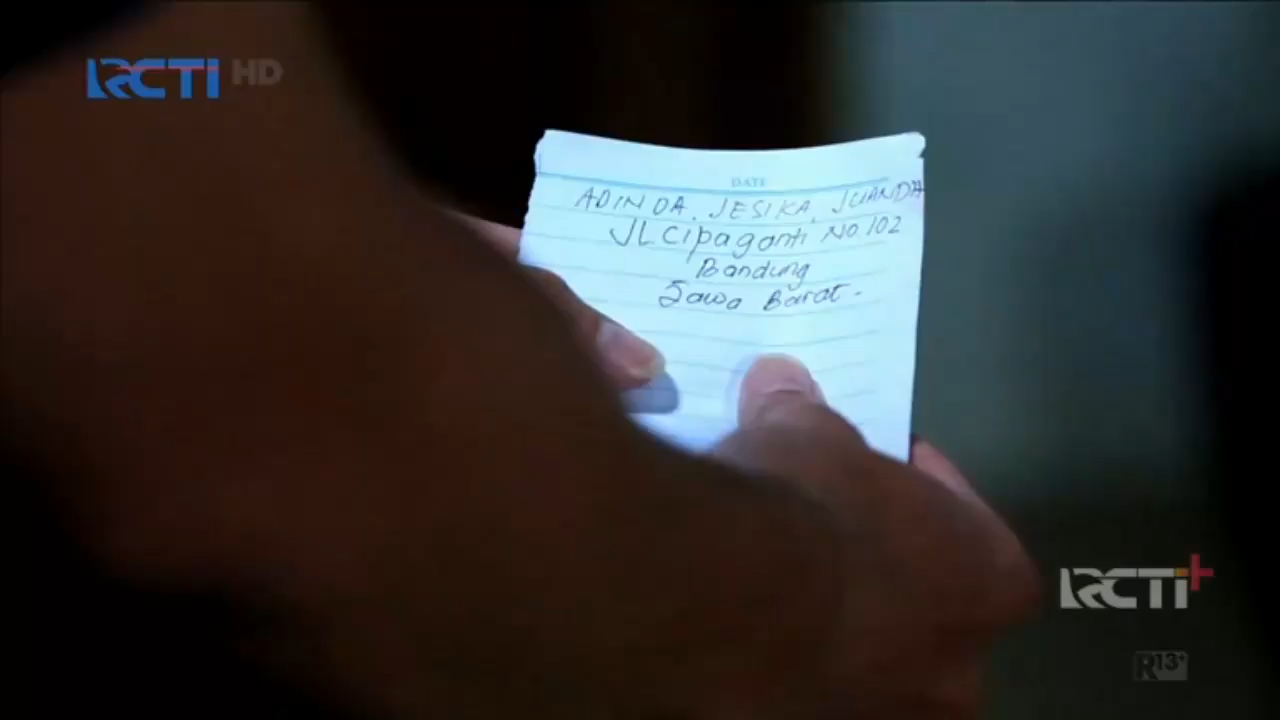 RCTI HD
DATE
ADINDA. JESIKA. JUANDA
JL Cipaganti No 102
Bandung
Jawa Barat.
RCTI+
R13+